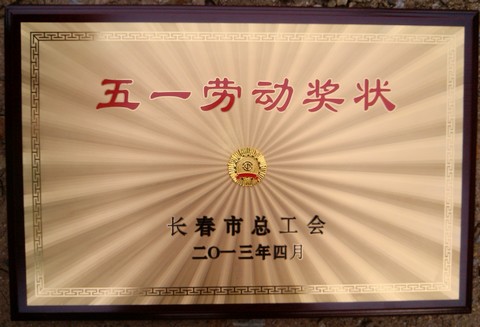 五一劳动奖状
长春市总工会
二〇一三年四月